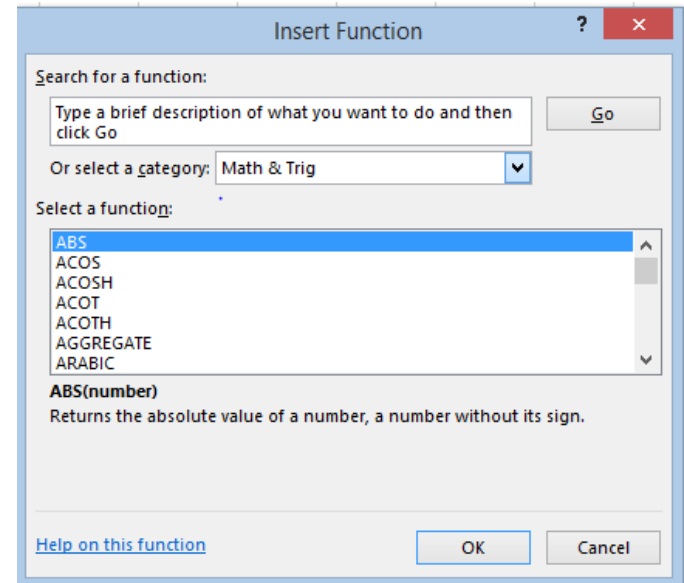 Insert Function
? ×
Search for a function:
Type a brief description of what you want to do and then
click Go
Go
Or select a category: Math & Trig
Select a function:
ABS
ACOS
ACOSH
ACOT
ACOTH
AGGREGATE
ARABIC
ABS(number)
Returns the absolute value of a number, a number without its sign.
Help on this function
OK
Cancel